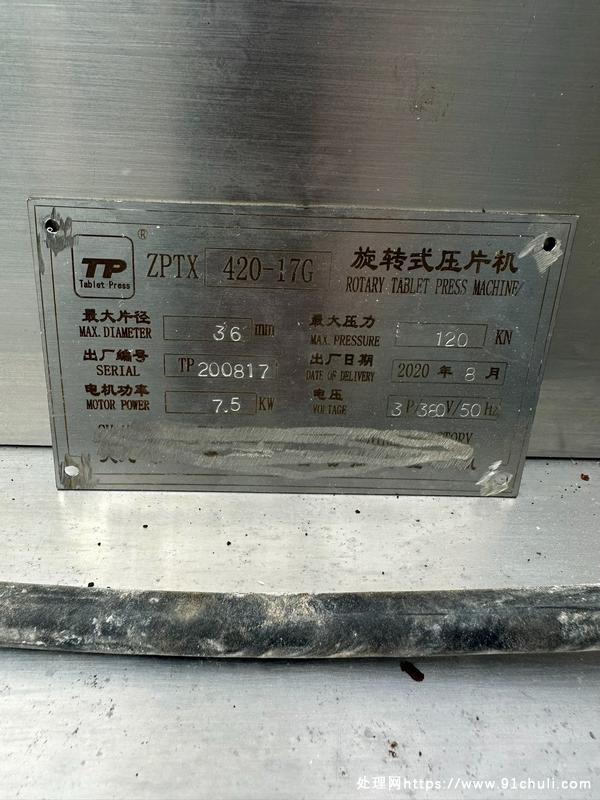 TP
Tablet Press
®
ZPTX 420-17G
旋转式压片机
ROTARY TABLET PRESS MACHINE
最大片径
MAX. DIAMETER
36 mm
最大压力
MAX. PRESSURE
120 KN
出厂编号
SERIAL
TP 200817
出厂日期
DATE OF DELIVERY
2020 年 8 月
电机功率
MOTOR POWER
7.5 KW
电压
VOLTAGE
3 P/380V/50 Hz
处理网https://www.91chuli.com